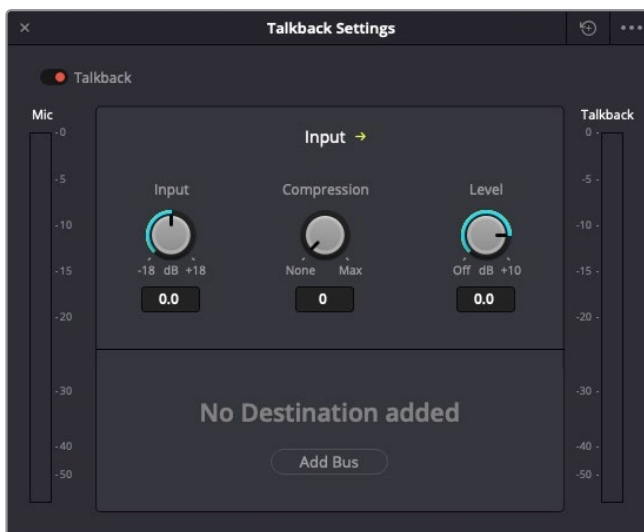 × Talkback Settings •••
Talkback
Mic Talkback
Input →
-0 0 -
-5 -5 -
Input Compression Level
-10 -10 -
-18 dB +18 None Max Off dB +10
-15 -15 -
0.0 0 0.0
-20 -20 -
-30 -30 -
No Destination added
-40 -40 -
Add Bus
-50 -50 -